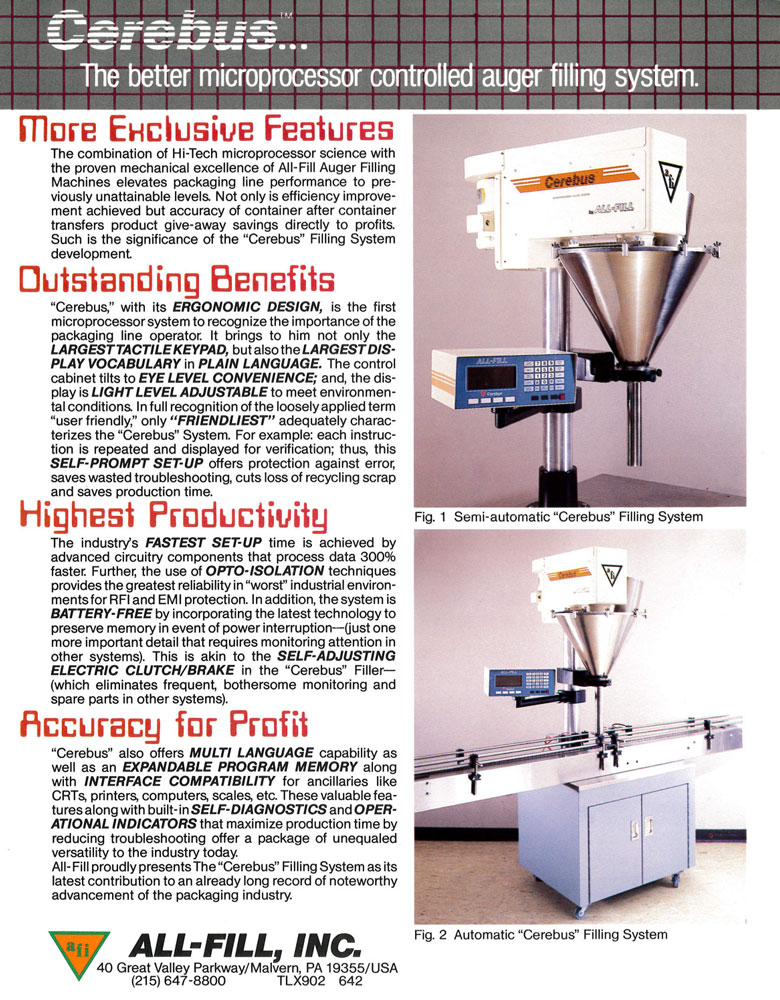 Cerebus™...
The better microprocessor controlled auger filling system.
More Exclusive Features
The combination of Hi-Tech microprocessor science with
the proven mechanical excellence of All-Fill Auger Filling
Machines elevates packaging line performance to pre-
viously unattainable levels. Not only is efficiency improve-
ment achieved but accuracy of container after container
transfers product give-away savings directly to profits.
Such is the significance of the “Cerebus” Filling System
development.
Outstanding Benefits
“Cerebus,” with its ERGONOMIC DESIGN, is the first
microprocessor system to recognize the importance of the
packaging line operator. It brings to him not only the
LARGEST TACTILE KEYPAD, but also the LARGEST DIS-
PLAY VOCABULARY in PLAIN LANGUAGE. The control
cabinet tilts to EYE LEVEL CONVENIENCE; and, the dis-
play is LIGHT LEVEL ADJUSTABLE to meet environmen-
tal conditions. In full recognition of the loosely applied term
“user friendly,” only “FRIENDLIEST” adequately charac-
terizes the “Cerebus” System. For example: each instruc-
tion is repeated and displayed for verification; thus, this
SELF-PROMPT SET-UP offers protection against error,
saves wasted troubleshooting, cuts loss of recycling scrap
and saves production time.
Highest Productivity
The industry's FASTEST SET-UP time is achieved by
advanced circuitry components that process data 300%
faster. Further, the use of OPTO-ISOLATION techniques
provides the greatest reliability in “worst” industrial environ-
ments for RFI and EMI protection. In addition, the system is
BATTERY-FREE by incorporating the latest technology to
preserve memory in event of power interruption—(just one
more important detail that requires monitoring attention in
other systems). This is akin to the SELF-ADJUSTING
ELECTRIC CLUTCH/BRAKE in the “Cerebus” Filler—
(which eliminates frequent, bothersome monitoring and
spare parts in other systems).
Accuracy for Profit
“Cerebus” also offers MULTI LANGUAGE capability as
well as an EXPANDABLE PROGRAM MEMORY along
with INTERFACE COMPATIBILITY for ancillaries like
CRTs, printers, computers, scales, etc. These valuable fea-
tures along with built-in SELF-DIAGNOSTICS and OPER-
ATIONAL INDICATORS that maximize production time by
reducing troubleshooting offer a package of unequaled
versatility to the industry today.
All-Fill proudly presents The “Cerebus” Filling System as its
latest contribution to an already long record of noteworthy
advancement of the packaging industry.
afi
ALL-FILL, INC.
40 Great Valley Parkway/Malvern, PA 19355/USA
(215) 647-8800 TLX902 642
Cerebus
by ALL-FILL
afi
ALL-FILL
Cerebus
Fig. 1 Semi-automatic “Cerebus” Filling System
Cerebus
afi
Fig. 2 Automatic “Cerebus” Filling System